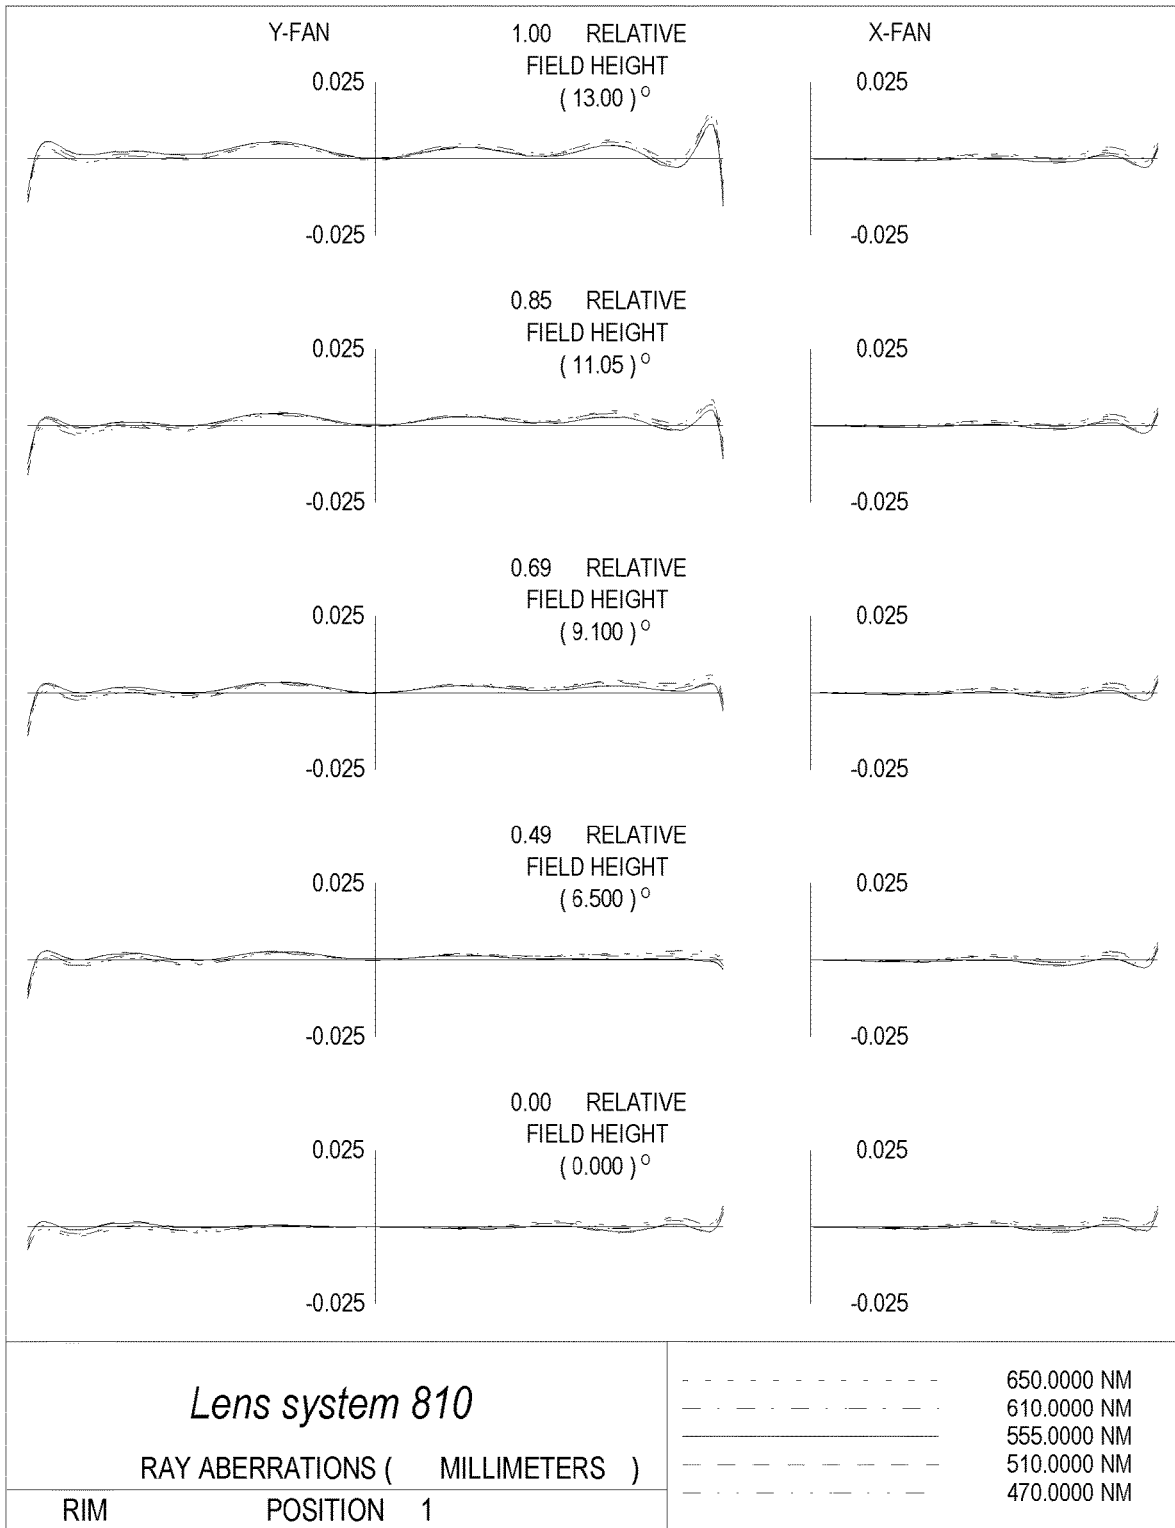 Y-FAN 1.00 RELATIVE X-FAN
FIELD HEIGHT
0.025 ( 13.00 ) O 0.025
-0.025 -0.025
0.85 RELATIVE
FIELD HEIGHT
0.025 ( 11.05 ) O 0.025
-0.025 -0.025
0.69 RELATIVE
FIELD HEIGHT
0.025 ( 9.100 ) O 0.025
-0.025 -0.025
0.49 RELATIVE
FIELD HEIGHT
0.025 ( 6.500 ) O 0.025
-0.025 -0.025
0.00 RELATIVE
FIELD HEIGHT
0.025 ( 0.000 ) O 0.025
-0.025 -0.025
Lens system 810
RAY ABERRATIONS ( MILLIMETERS )
RIM POSITION 1
650.0000 NM
610.0000 NM
555.0000 NM
510.0000 NM
470.0000 NM